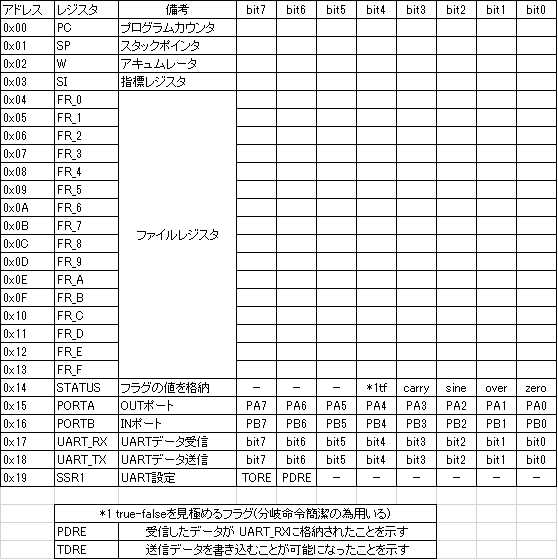 アドレス レジスタ 備考 bit7 bit6 bit5 bit4 bit3 bit2 bit1 bit0
0x00 PC プログラムカウンタ
0x01 SP スタックポインタ
0x02 W アキュムレータ
0x03 SI 指標レジスタ
0x04 FR_0
0x05 FR_1
0x06 FR_2
0x07 FR_3
0x08 FR_4
0x09 FR_5
0x0A FR_6
0x0B FR_7 ファイルレジスタ
0x0C FR_8
0x0D FR_9
0x0E FR_A
0x0F FR_B
0x10 FR_C
0x11 FR_D
0x12 FR_E
0x13 FR_F
0x14 STATUS フラグの値を格納 － － － *1tf carry sine over zero
0x15 PORTA OUTポート PA7 PA6 PA5 PA4 PA3 PA2 PA1 PA0
0x16 PORTB INポート PB7 PB6 PB5 PB4 PB3 PB2 PB1 PB0
0x17 UART_RX UARTデータ受信 bit7 bit6 bit5 bit4 bit3 bit2 bit1 bit0
0x18 UART_TX UARTデータ送信 bit7 bit6 bit5 bit4 bit3 bit2 bit1 bit0
0x19 SSR1 UART設定 TORE PDRE － － － － － －
*1 true-falseを見極めるフラグ(分岐命令簡潔の為用いる)
PDRE 受信したデータが UART_RXに格納されたことを示す
TDRE 送信データを書き込むことが可能になったことを示す